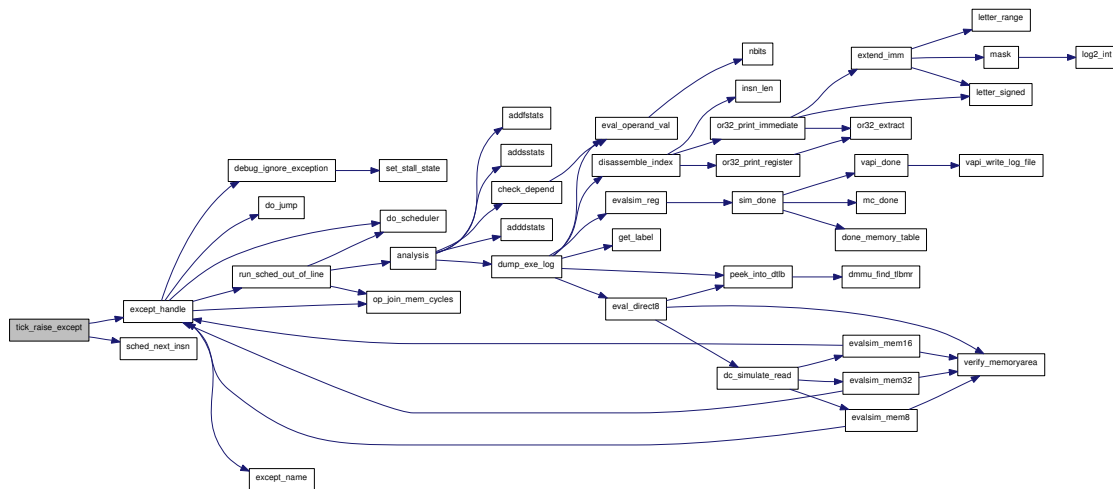 letter_range
nbits
extend_imm
mask
log2_int
insn_len
letter_signed
addfstats
eval_operand_val
or32_print_immediate
or32_extract
addsstats
debug_ignore_exception
set_stall_state
disassemble_index
or32_print_register
vapi_done
vapi_write_log_file
check_depend
do_jump
evalsim_reg
sim_done
mc_done
do_scheduler
adddstats
get_label
done_memory_table
analysis
dump_exe_log
run_sched_out_of_line
peek_into_dtlb
dmmu_find_tlbmr
op_join_mem_cycles
eval_direct8
except_handle
tick_raise_except
sched_next_insn
evalsim_mem16
verify_memoryarea
dc_simulate_read
evalsim_mem32
evalsim_mem8
except_name